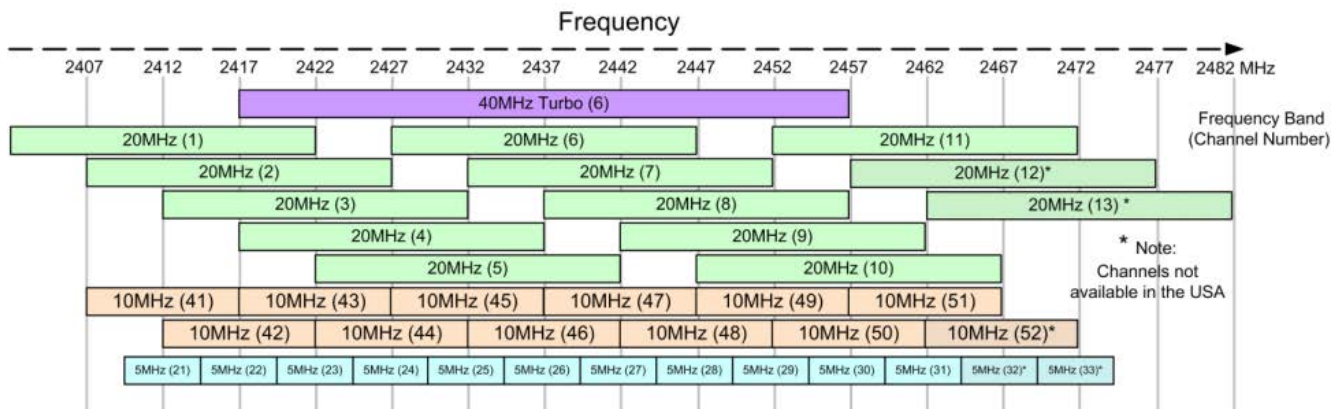 Frequency
2407 2412 2417 2422 2427 2432 2437 2442 2447 2452 2457 2462 2467 2472 2477 2482 MHz
40MHz Turbo (6)
Frequency Band
(Channel Number)
20MHz (1) 20MHz (6) 20MHz (11)
20MHz (2) 20MHz (7) 20MHz (12)*
20MHz (3) 20MHz (8) 20MHz (13) *
20MHz (4) 20MHz (9)
20MHz (5) 20MHz (10)
* Note:
Channels not
available in the USA
10MHz (41) 10MHz (43) 10MHz (45) 10MHz (47) 10MHz (49) 10MHz (51)
10MHz (42) 10MHz (44) 10MHz (46) 10MHz (48) 10MHz (50) 10MHz (52)*
5MHz (21) 5MHz (22) 5MHz (23) 5MHz (24) 5MHz (25) 5MHz (26) 5MHz (27) 5MHz (28) 5MHz (29) 5MHz (30) 5MHz (31) 5MHz (32)* 5MHz (33)*